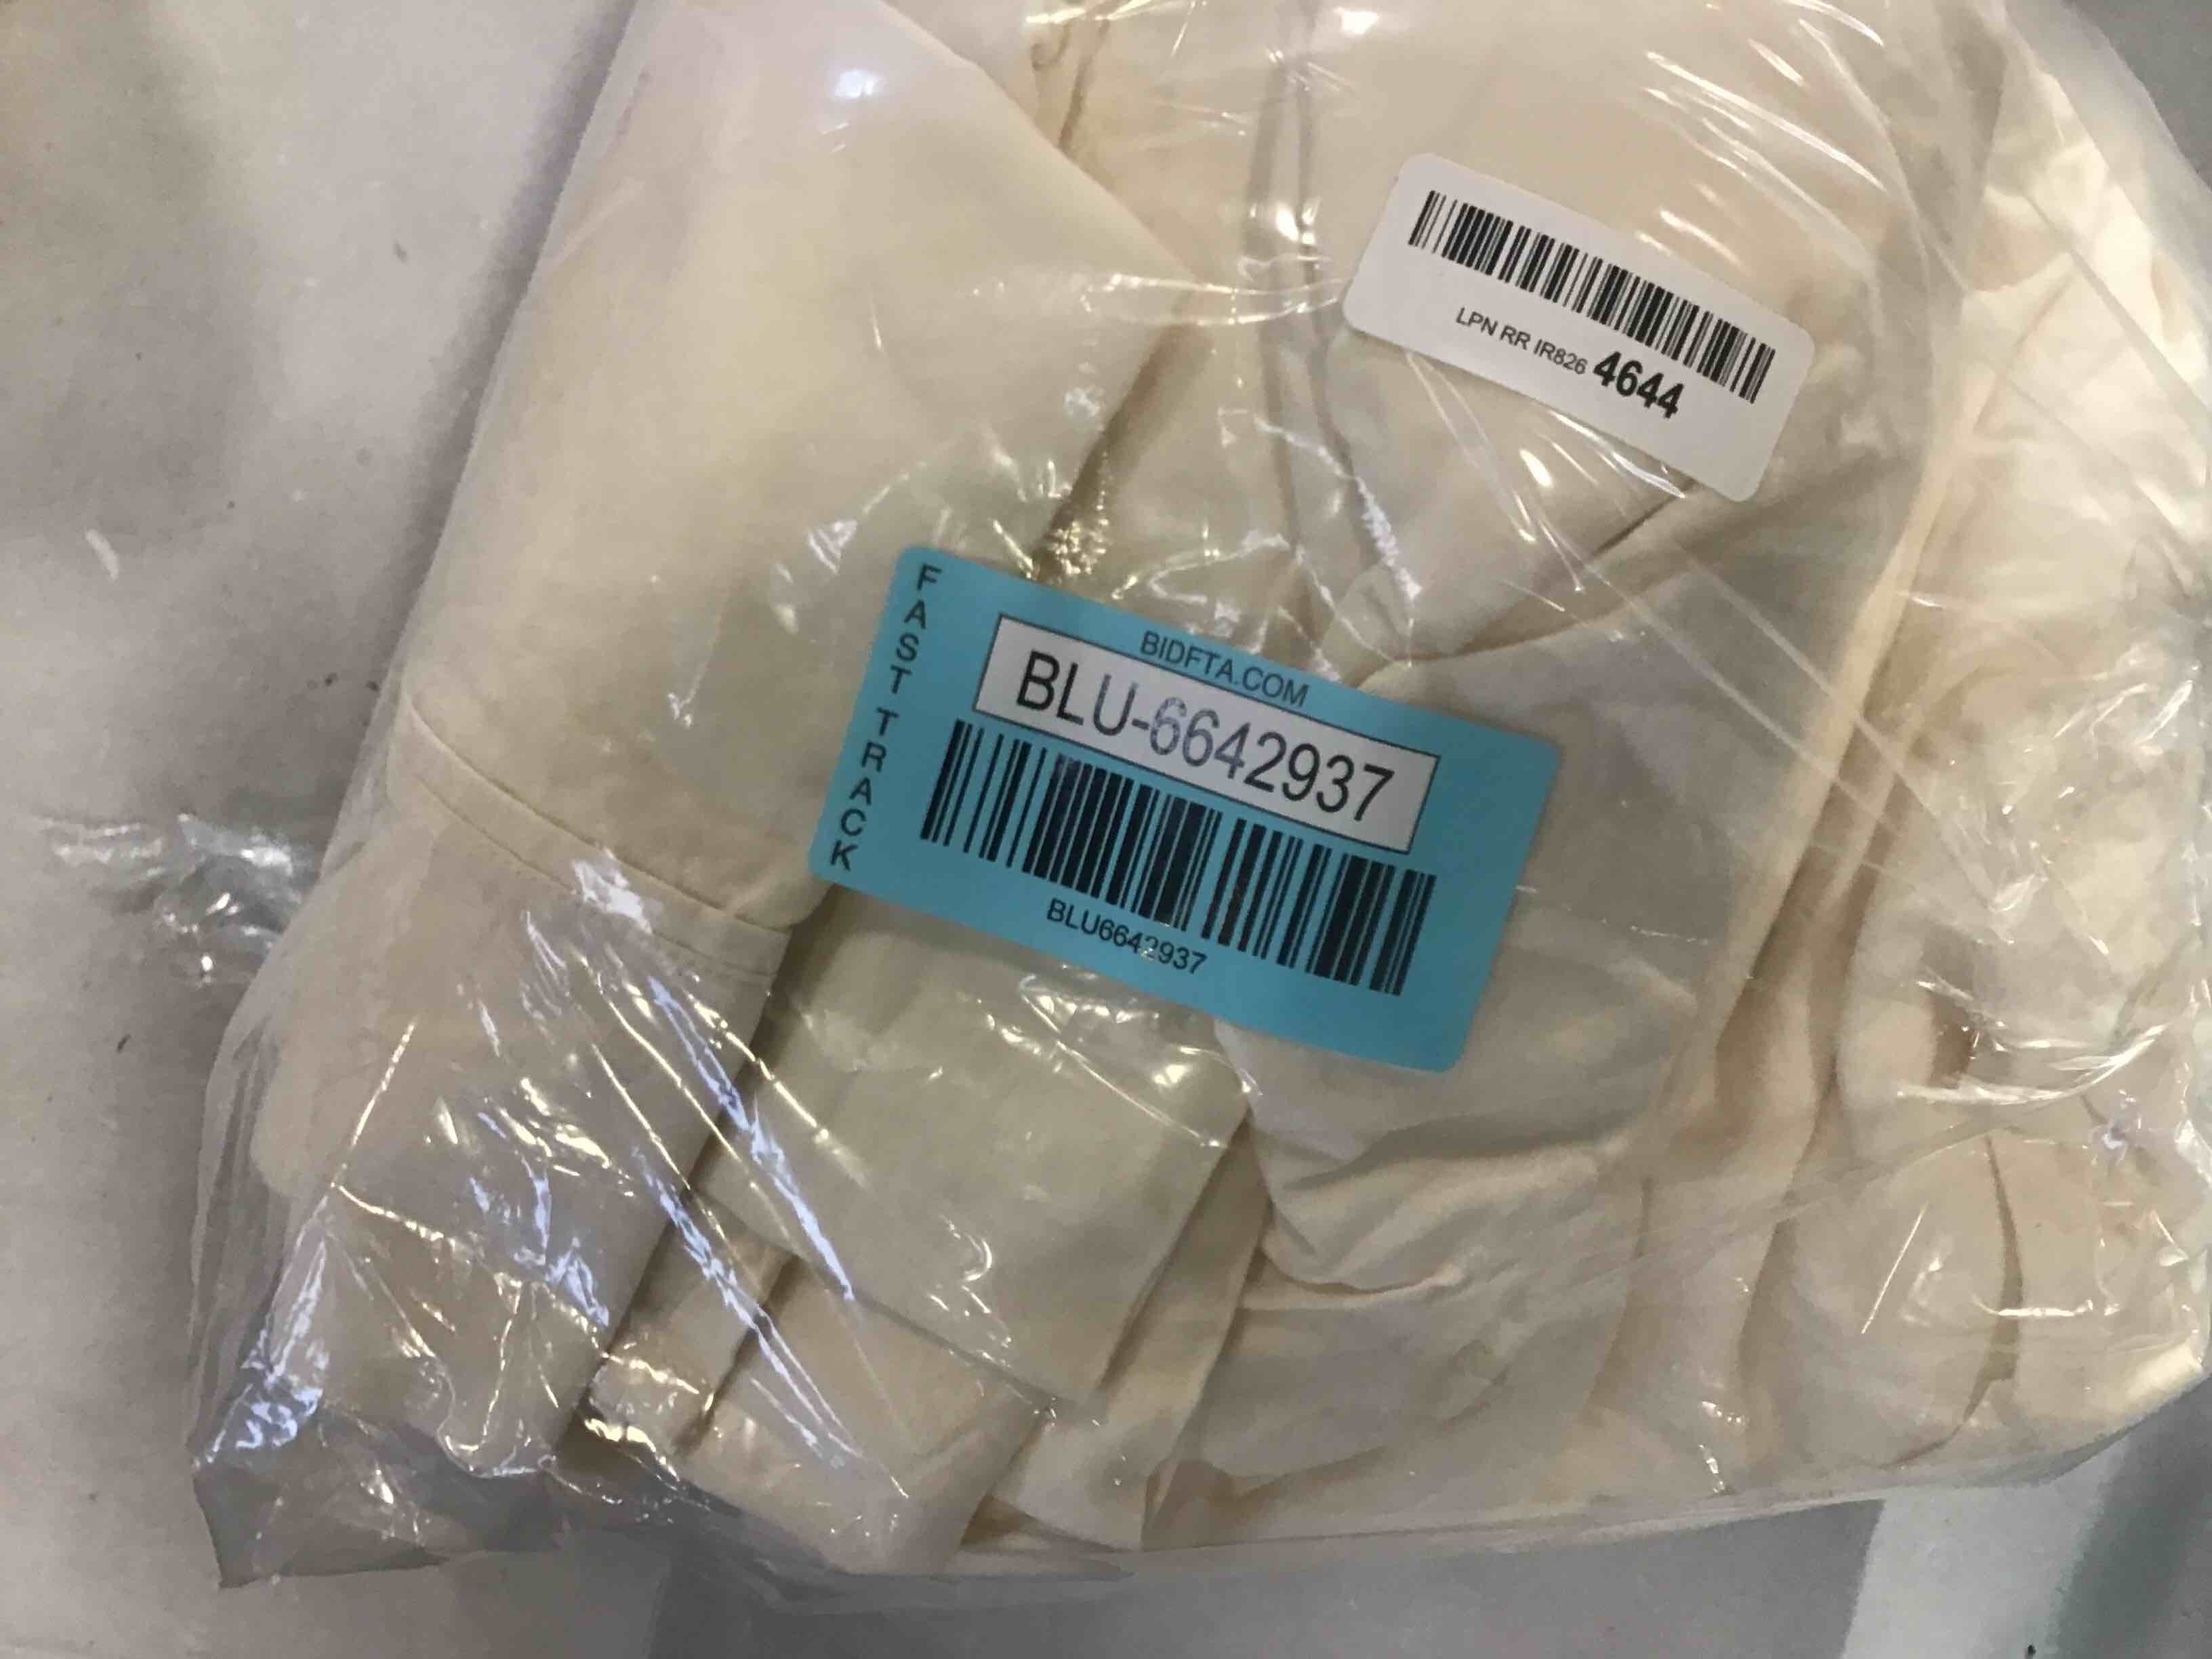 LPN RR IR826 4644
FAST TRACK
BIDFTA.COM
BLU-6642937
BLU6642937